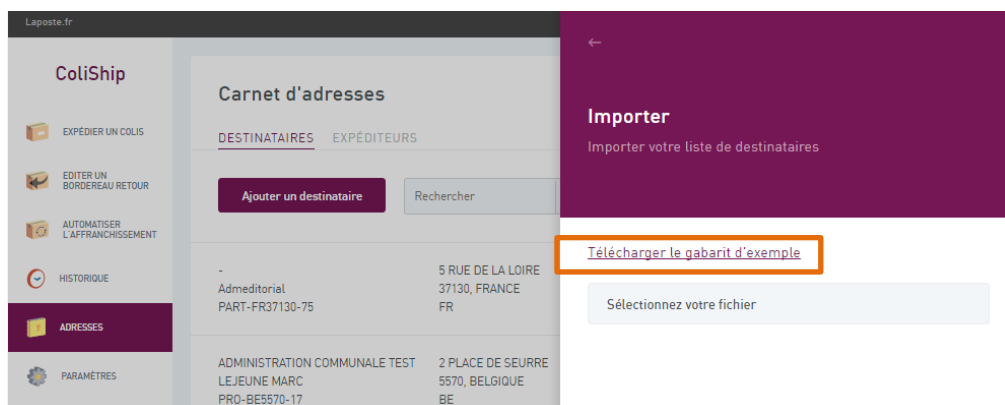 Laposte.fr
ColiShip
EXPÉDIER UN COLIS
EDITER UN
BORDEREAU RETOUR
AUTOMATISER
L'AFFRANCHISSEMENT
HISTORIQUE
ADRESSES
PARAMÈTRES
Carnet d'adresses
DESTINATAIRES EXPÉDITEURS
Ajouter un destinataire
Rechercher
- 5 RUE DE LA LOIRE
Admeditorial 37130, FRANCE
PART-FR37130-75 FR
ADMINISTRATION COMMUNALE TEST 2 PLACE DE SEURRE
LEJEUNE MARC 5570, BELGIQUE
PRO-BE5570-17 BE
←
Importer
Importer votre liste de destinataires
Télécharger le gabarit d'exemple
Sélectionnez votre fichier